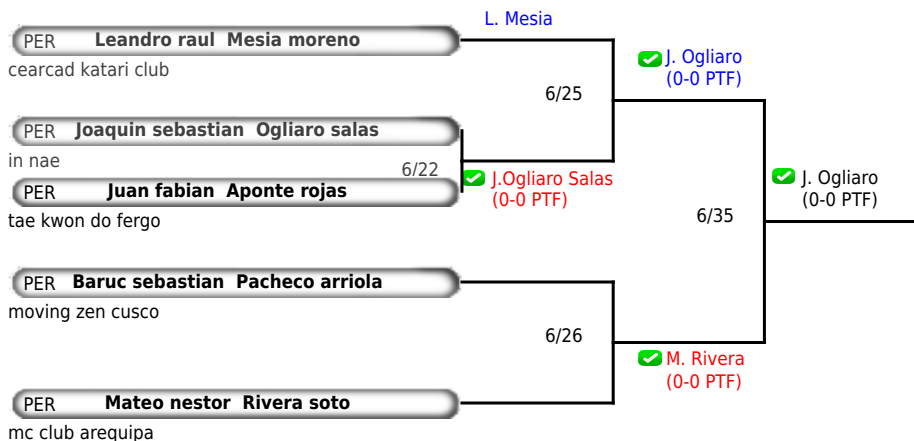 L. Mesia
PER Leandro raul Mesia moreno
cearcad katari club
J. Ogliaro
(0-0 PTF)
6/25
PER Joaquin sebastian Ogliaro salas
in nae
6/22
J.Ogliaro Salas
(0-0 PTF)
PER Juan fabian Aponte rojas
tae kwon do fergo
J. Ogliaro
(0-0 PTF)
6/35
PER Baruc sebastian Pacheco arriola
moving zen cusco
6/26
M. Rivera
(0-0 PTF)
PER Mateo nestor Rivera soto
mc club arequipa